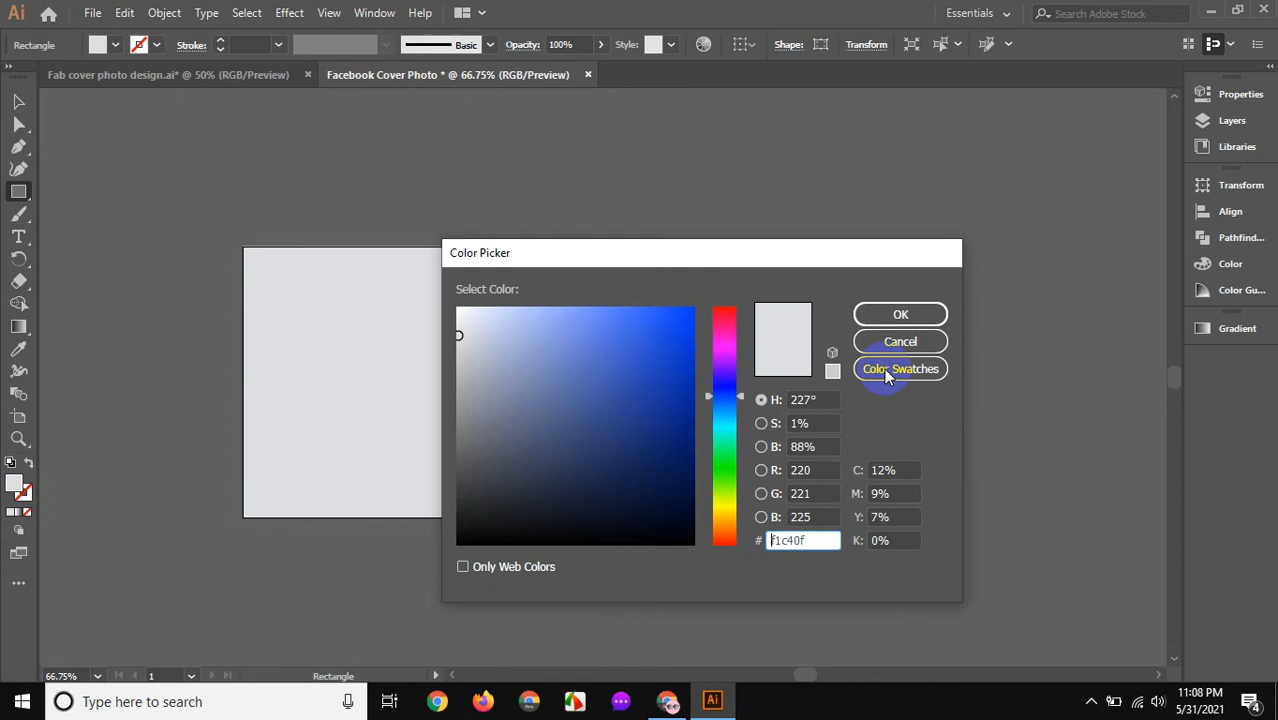 Ai File Edit Object Type Select Effect View Window Help Essentials Search Adobe Stock
Rectangle Stroke: Basic Opacity: 100% Style: Shape: Transform
Fab cover photo design.ai* @ 50% (RGB/Preview) × Facebook Cover Photo * @ 66.75% (RGB/Preview) ×
Properties
Layers
Libraries
Transform
Align
Pathfind...
Color
Color Gu...
Gradient
Color Picker
Select Color:
OK
Cancel
Color Swatches
H: 227°
S: 1%
B: 88%
R: 220 C: 12%
G: 221 M: 9%
B: 225 Y: 7%
# f1c40f K: 0%
Only Web Colors
66.75% 1 Rectangle
Type here to search Ai 11:08 PM
5/31/2021 4